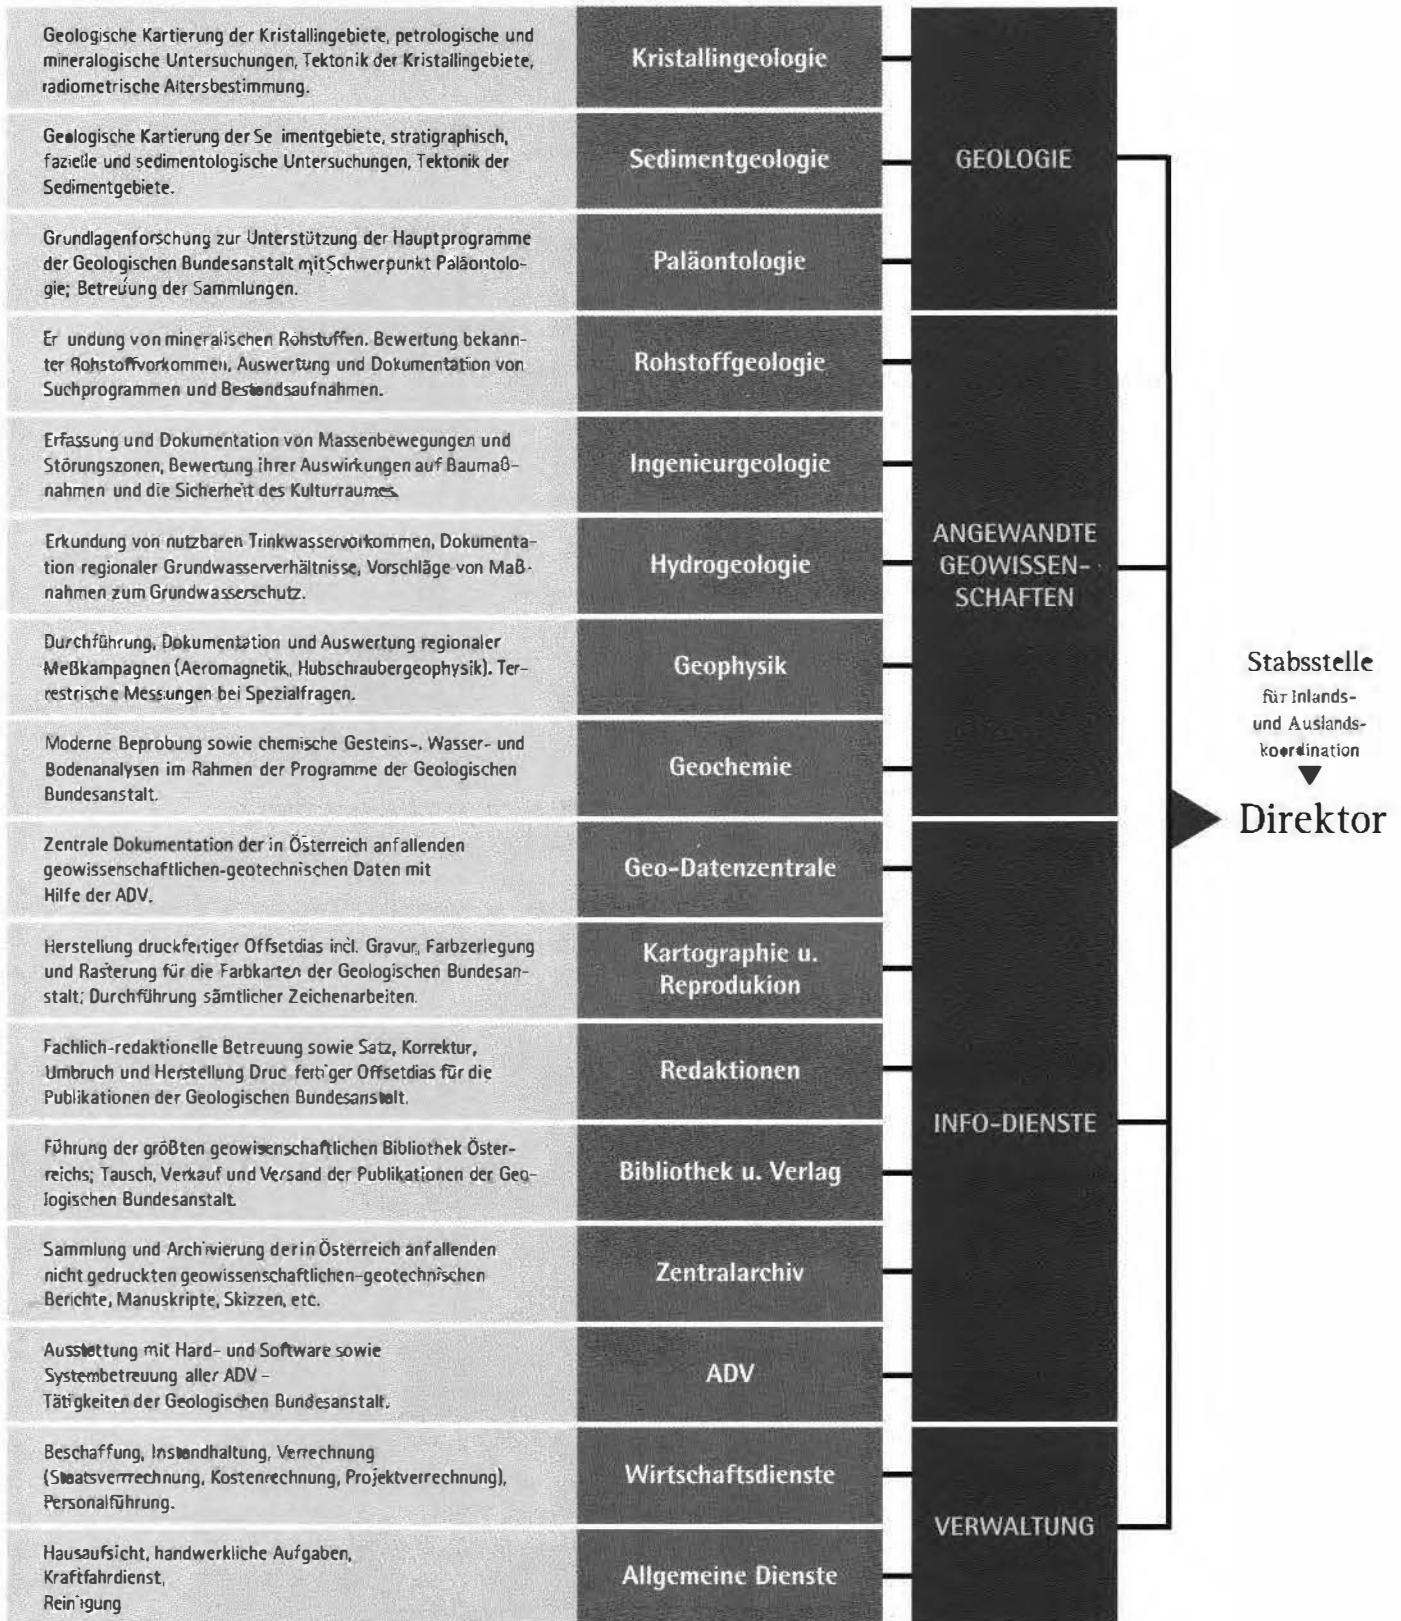 Geologische Kartierung der Kristallingebiete, petrologische und
mineralogische Untersuchungen, Tektonik der Kristallingebiete,
radiometrische Altersbestimmung.
Kristallingeologie
Geologische Kartierung der Se imentgebiete, stratigraphisch,
fazielle und sedimentologische Untersuchungen, Tektonik der
Sedimentgebiete.
Sedimentgeologie
GEOLOGIE
Grundlagenforschung zur Unterstützung der Hauptprogramme
der Geologischen Bundesanstalt mit Schwerpunkt Paläontolo-
gie; Betreuung der Sammlungen.
Paläontologie
Er undung von mineralischen Rohstoffen. Bewertung bekann-
ter Rohstoffvorkommen, Auswertung und Dokumentation von
Suchprogrammen und Bestandsaufnahmen.
Rohstoffgeologie
Erfassung und Dokumentation von Massenbewegungen und
Störungszonen, Bewertung ihrer Auswirkungen auf Baumaß-
nahmen und die Sicherheit des Kulturraumes.
Ingenieurgeologie
Erkundung von nutzbaren Trinkwasservorkommen, Dokumenta-
tion regionaler Grundwasserverhältnisse, Vorschläge von Maß-
nahmen zum Grundwasserschutz.
Hydrogeologie
ANGEWANDTE
GEOWISSEN-
SCHAFTEN
Durchführung, Dokumentation und Auswertung regionaler
Meßkampagnen (Aeromagnetik, Hubschraubergeophysik). Ter-
restrische Messungen bei Spezialfragen.
Geophysik
Moderne Beprobung sowie chemische Gesteins-, Wasser- und
Bodenanalysen im Rahmen der Programme der Geologischen
Bundesanstalt.
Geochemie
Stabsstelle
für Inlands-
und Auslands-
koordination
Direktor
Zentrale Dokumentation der in Österreich anfallenden
geowissenschaftlichen-geotechnischen Daten mit
Hilfe der ADV.
Geo-Datenzentrale
Herstellung druckfertiger Offsetdias incl. Gravur, Farbzerlegung
und Rasterung für die Farbkarten der Geologischen Bundesan-
stalt; Durchführung sämtlicher Zeichenarbeiten.
Kartographie u.
Reprodukion
Fachlich-redaktionelle Betreuung sowie Satz, Korrektur,
Umbruch und Herstellung Druc fertiger Offsetdias für die
Publikationen der Geologischen Bundesanstalt.
Redaktionen
INFO-DIENSTE
Führung der größten geowisenschaftlichen Bibliothek Öster-
reichs; Tausch, Verkauf und Versand der Publikationen der Geo-
logischen Bundesanstalt.
Bibliothek u. Verlag
Sammlung und Archivierung der in Österreich anfallenden
nicht gedruckten geowissenschaftlichen-geotechnischen
Berichte, Manuskripte, Skizzen, etc.
Zentralarchiv
Ausstattung mit Hard- und Software sowie
Systembetreuung aller ADV -
Tätigkeiten der Geologischen Bundesanstalt.
ADV
Beschaffung, Instandhaltung, Verrechnung
(Staatsverrrechnung, Kostenrechnung, Projektverrechnung),
Personalführung.
Wirtschaftsdienste
VERWALTUNG
Hausaufsicht, handwerkliche Aufgaben,
Kraftfahrdienst,
Reinigung
Allgemeine Dienste